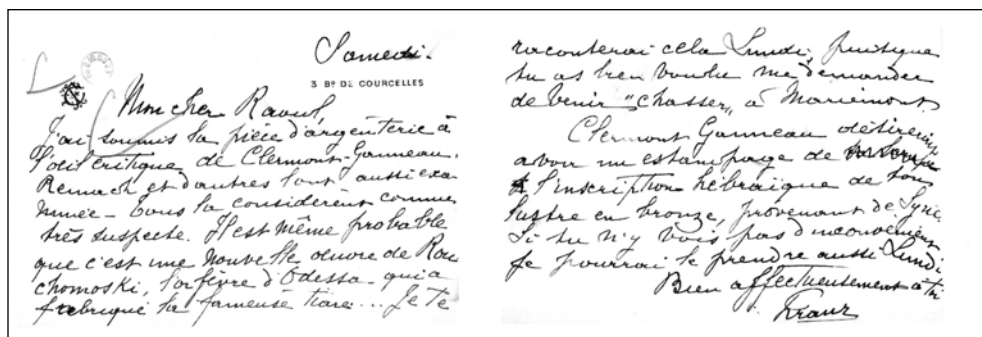 Samedi.
3 BD DE COURCELLES
Mon cher Raoul,
J'ai soumis la pièce d'argenterie à
l'œil critique de Clermont-Ganneau.
Reinach et d'autres l'ont aussi exa
minée – Tous la considèrent comme
très suspecte. Il est même probable
que c'est une nouvelle œuvre de Rou
chomoski, l'orfèvre d'Odessa qui a
fabriqué la fameuse tiare... Je te
raconterai cela Lundi, puisque
tu as bien voulu me demander
de venir "chasser" à Mariemont.
Clermont Ganneau désirerait
avoir un estampage de
l'inscription hébraïque de ton
lustre en bronze, provenant de Syrie.
Si tu n'y vois pas d'inconvénient
je pourrai le prendre aussi Lundi.
Bien affectueusement à toi
Franz